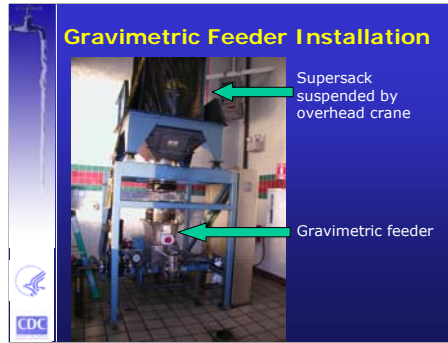 Gravimetric Feeder Installation
Supersack
suspended by
overhead crane
Gravimetric feeder
CDC